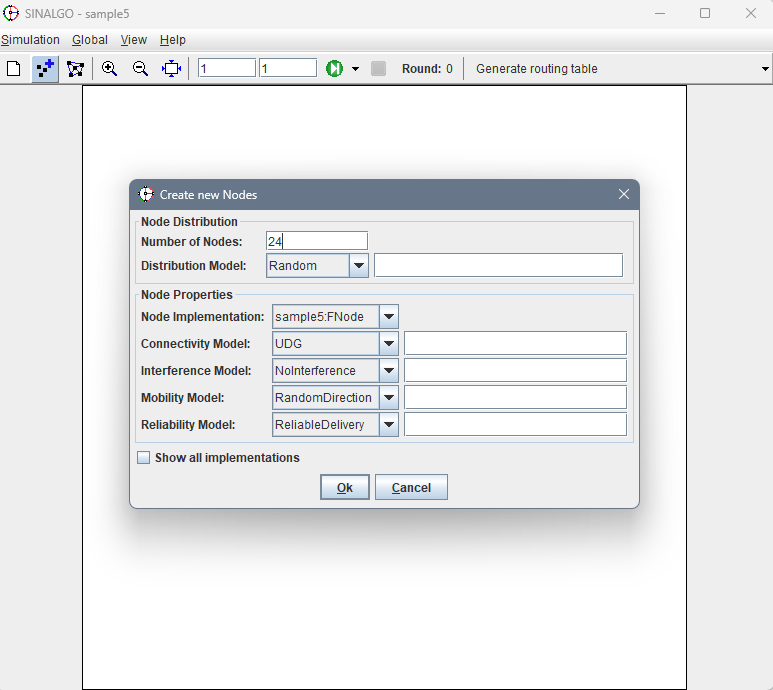 SINALGO - sample5
Simulation Global View Help
1 1 Round: 0 Generate routing table
Create new Nodes
Node Distribution
Number of Nodes: 24
Distribution Model: Random
Node Properties
Node Implementation: sample5:FNode
Connectivity Model: UDG
Interference Model: NoInterference
Mobility Model: RandomDirection
Reliability Model: ReliableDelivery
Show all implementations
Ok Cancel